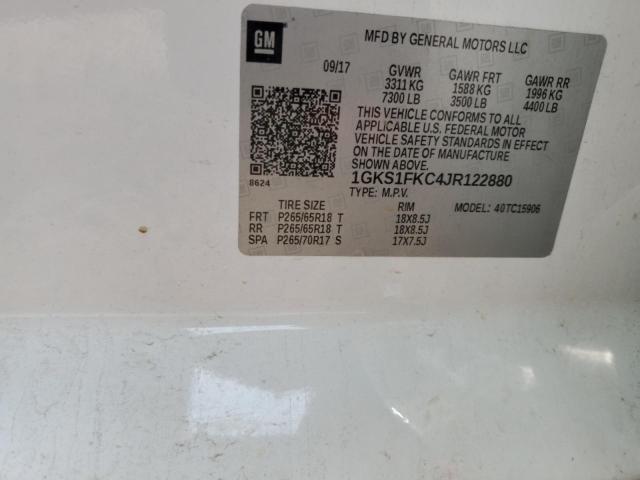 GM
MFD BY GENERAL MOTORS LLC
09/17 GVWR GAWR FRT GAWR RR
3311 KG 1588 KG 1996 KG
7300 LB 3500 LB 4400 LB
THIS VEHICLE CONFORMS TO ALL
APPLICABLE U.S. FEDERAL MOTOR
VEHICLE SAFETY STANDARDS IN EFFECT
ON THE DATE OF MANUFACTURE
SHOWN ABOVE.
8624
1GKS1FKC4JR122880
TYPE: M.P.V. MODEL: 40TC15906
TIRE SIZE RIM
FRT P265/65R18 T 18X8.5J
RR P265/65R18 T 18X8.5J
SPA P265/70R17 S 17X7.5J